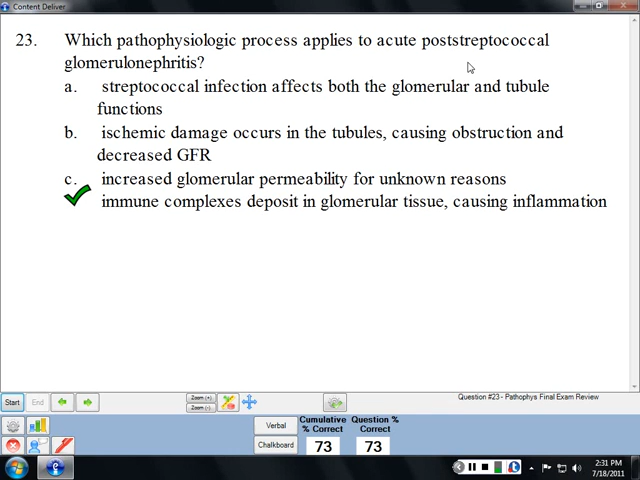 Content Deliver
23. Which pathophysiologic process applies to acute poststreptococcal
glomerulonephritis?
a. streptococcal infection affects both the glomerular and tubule
functions
b. ischemic damage occurs in the tubules, causing obstruction and
decreased GFR
c. increased glomerular permeability for unknown reasons
immune complexes deposit in glomerular tissue, causing inflammation
Start
End
Zoom (+)
Zoom (-)
Question #23 - Pathophys Final Exam Review
Verbal
Chalkboard
Cumulative
% Correct
73
Question %
Correct
73
2:31 PM
7/18/2011